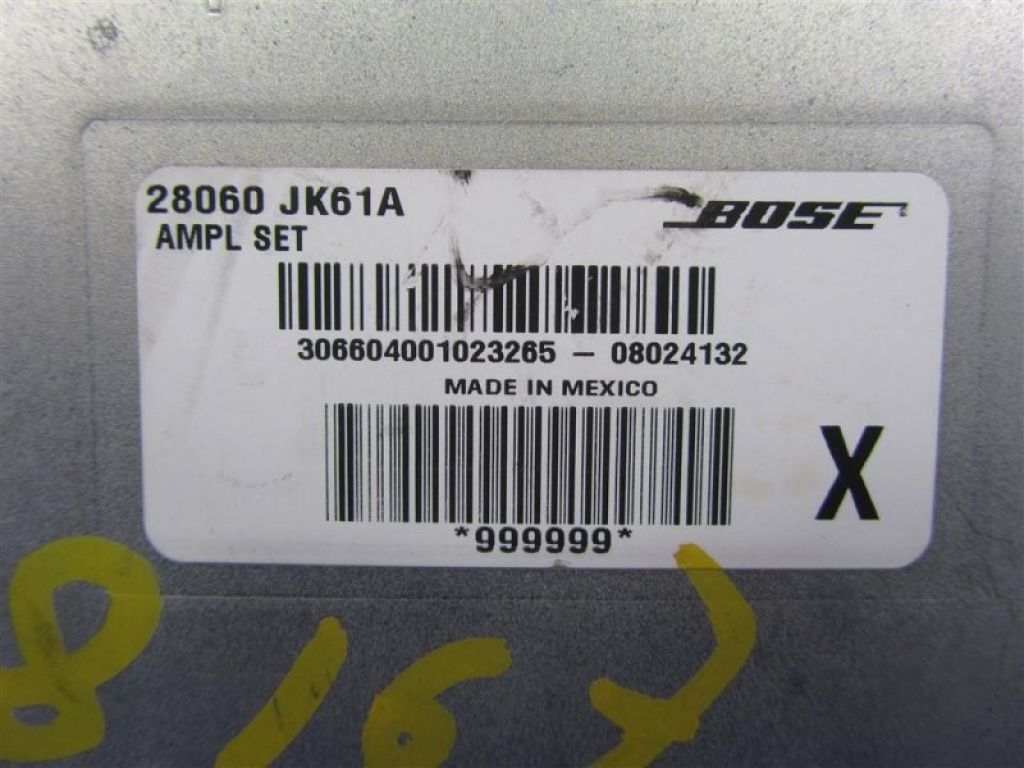 28060 JK61A
BOSE
AMPL SET
306604001023265 - 08024132
MADE IN MEXICO
X
*999999*